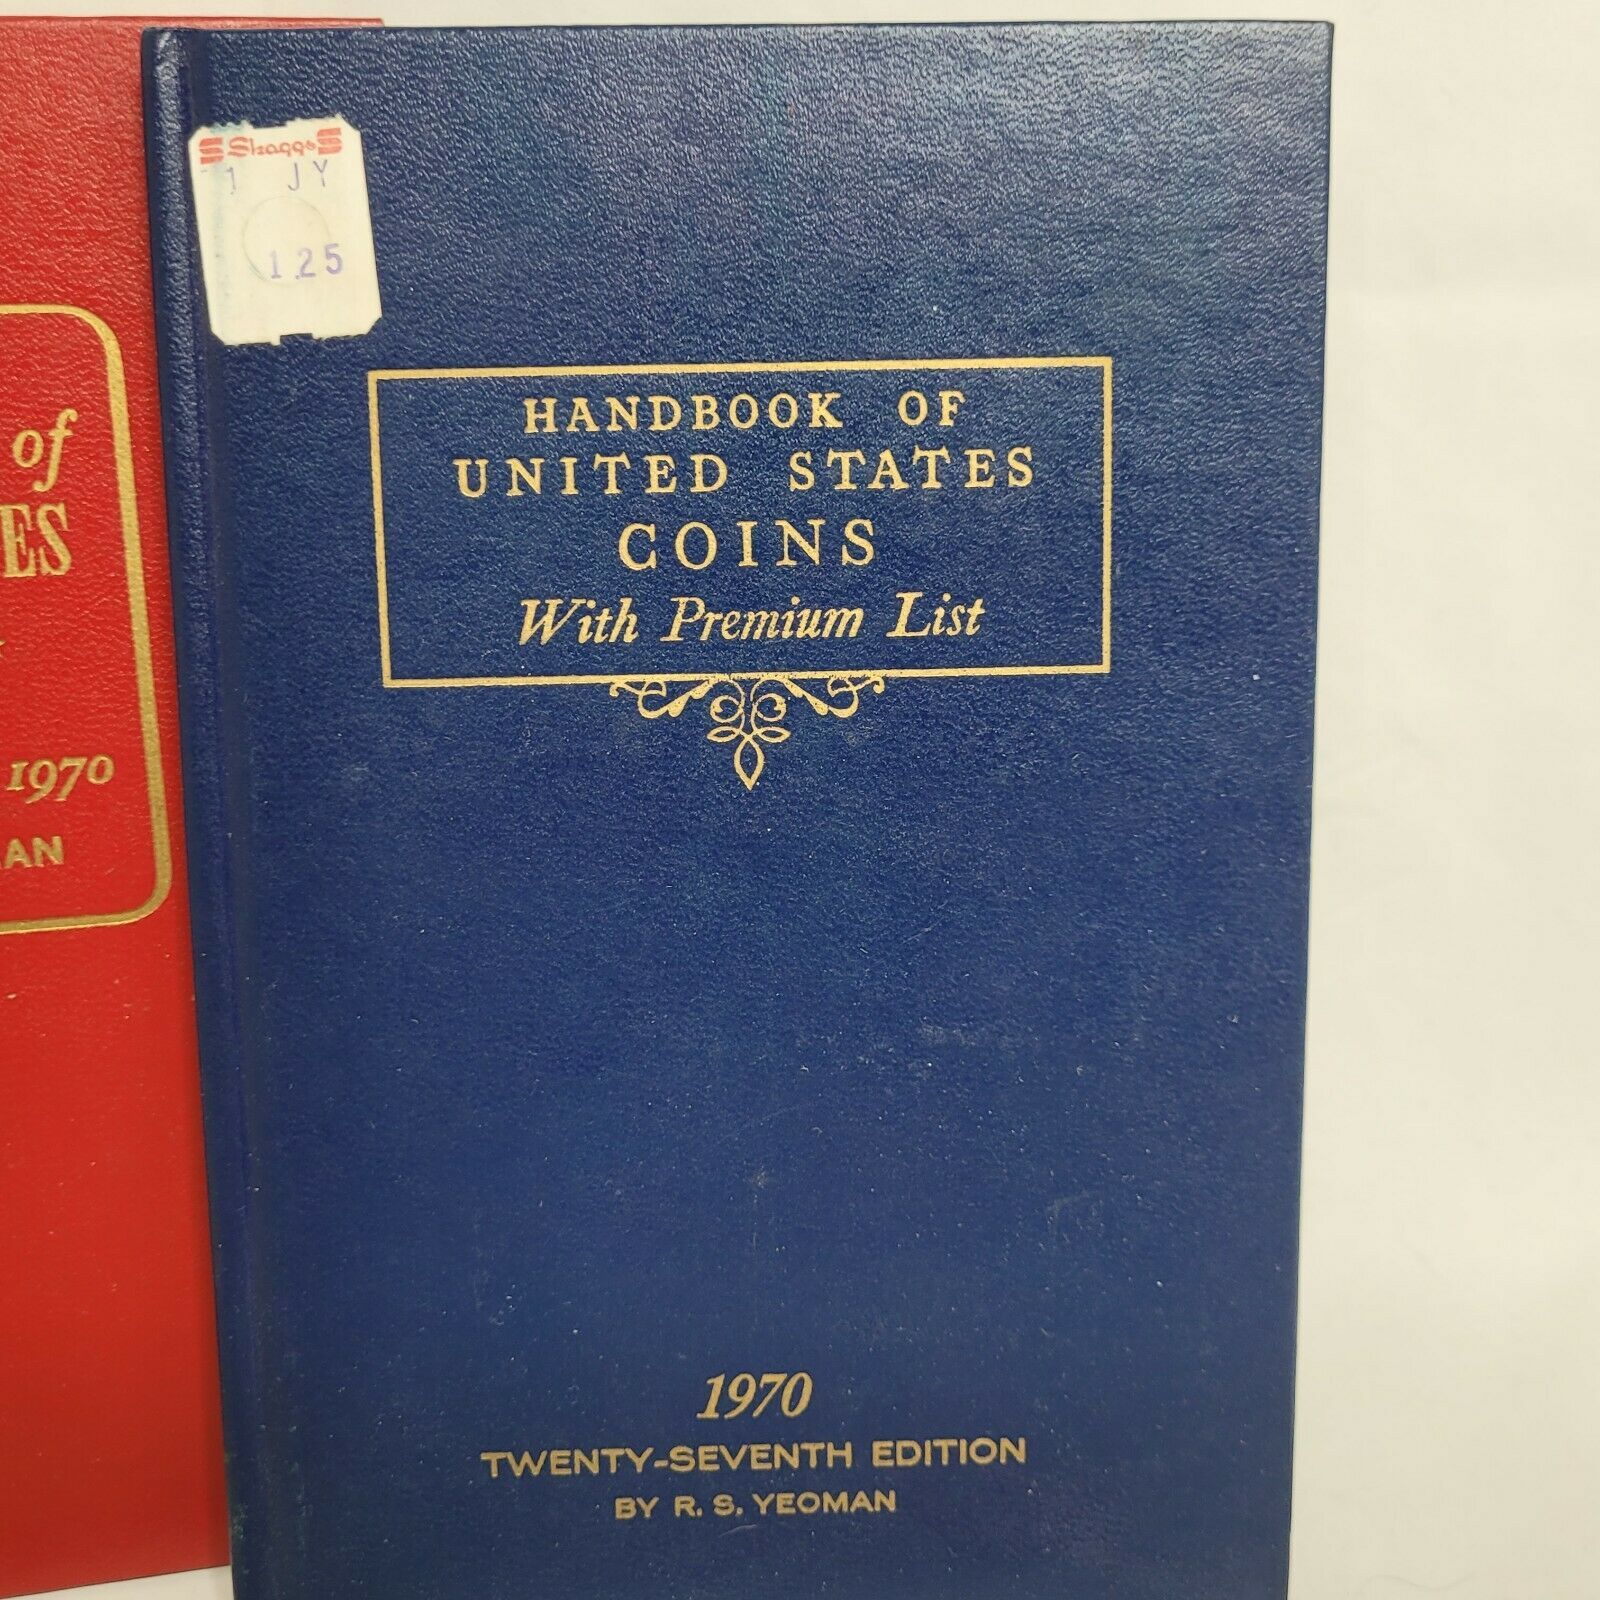 of
ES
1970
AN
Skaggs
1 JY
1.25
HANDBOOK OF
UNITED STATES
COINS
With Premium List
1970
TWENTY-SEVENTH EDITION
BY R. S. YEOMAN